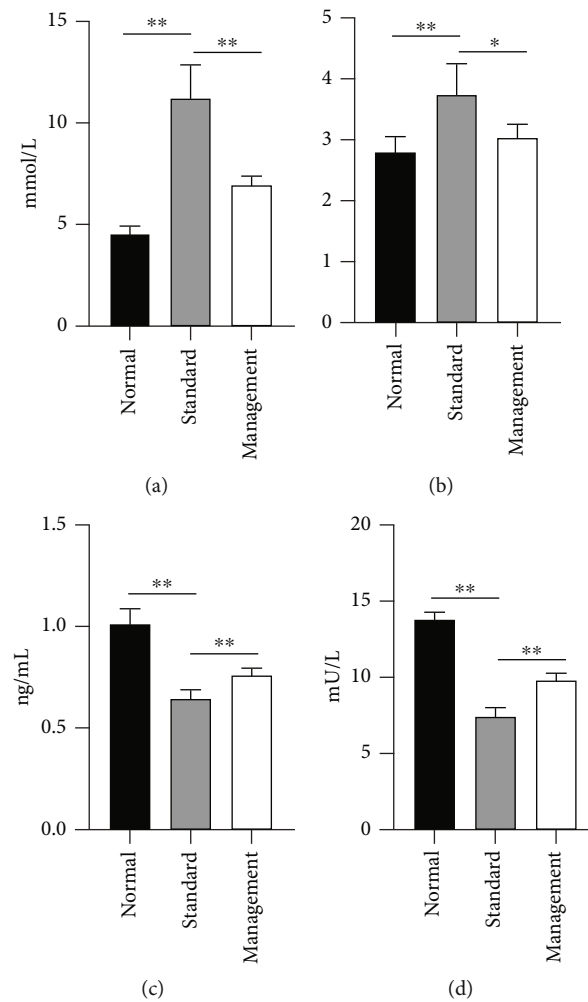 15
**
**
10
mmol/L
5
0
Normal
Standard
Management
(a)
5
**
*
4
3
2
1
0
Normal
Standard
Management
(b)
1.5
**
1.0
**
ng/mL
0.5
0.0
Normal
Standard
Management
(c)
20
15
**
**
10
mU/L
5
0
Normal
Standard
Management
(d)